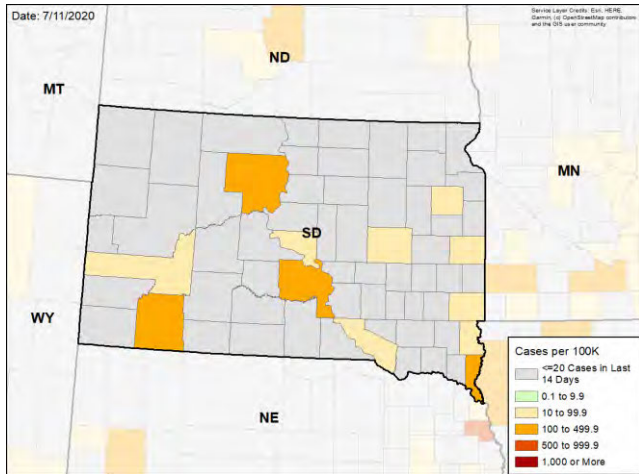 Date: 7/11/2020
Service Layer Credits: Esri, HERE,
Garmin, (c) OpenStreetMap contributors
and the GIS user community
ND
MT
MN
SD
WY
NE
Cases per 100K
<=20 Cases in Last
14 Days
0.1 to 9.9
10 to 99.9
100 to 499.9
500 to 999.9
1,000 or More